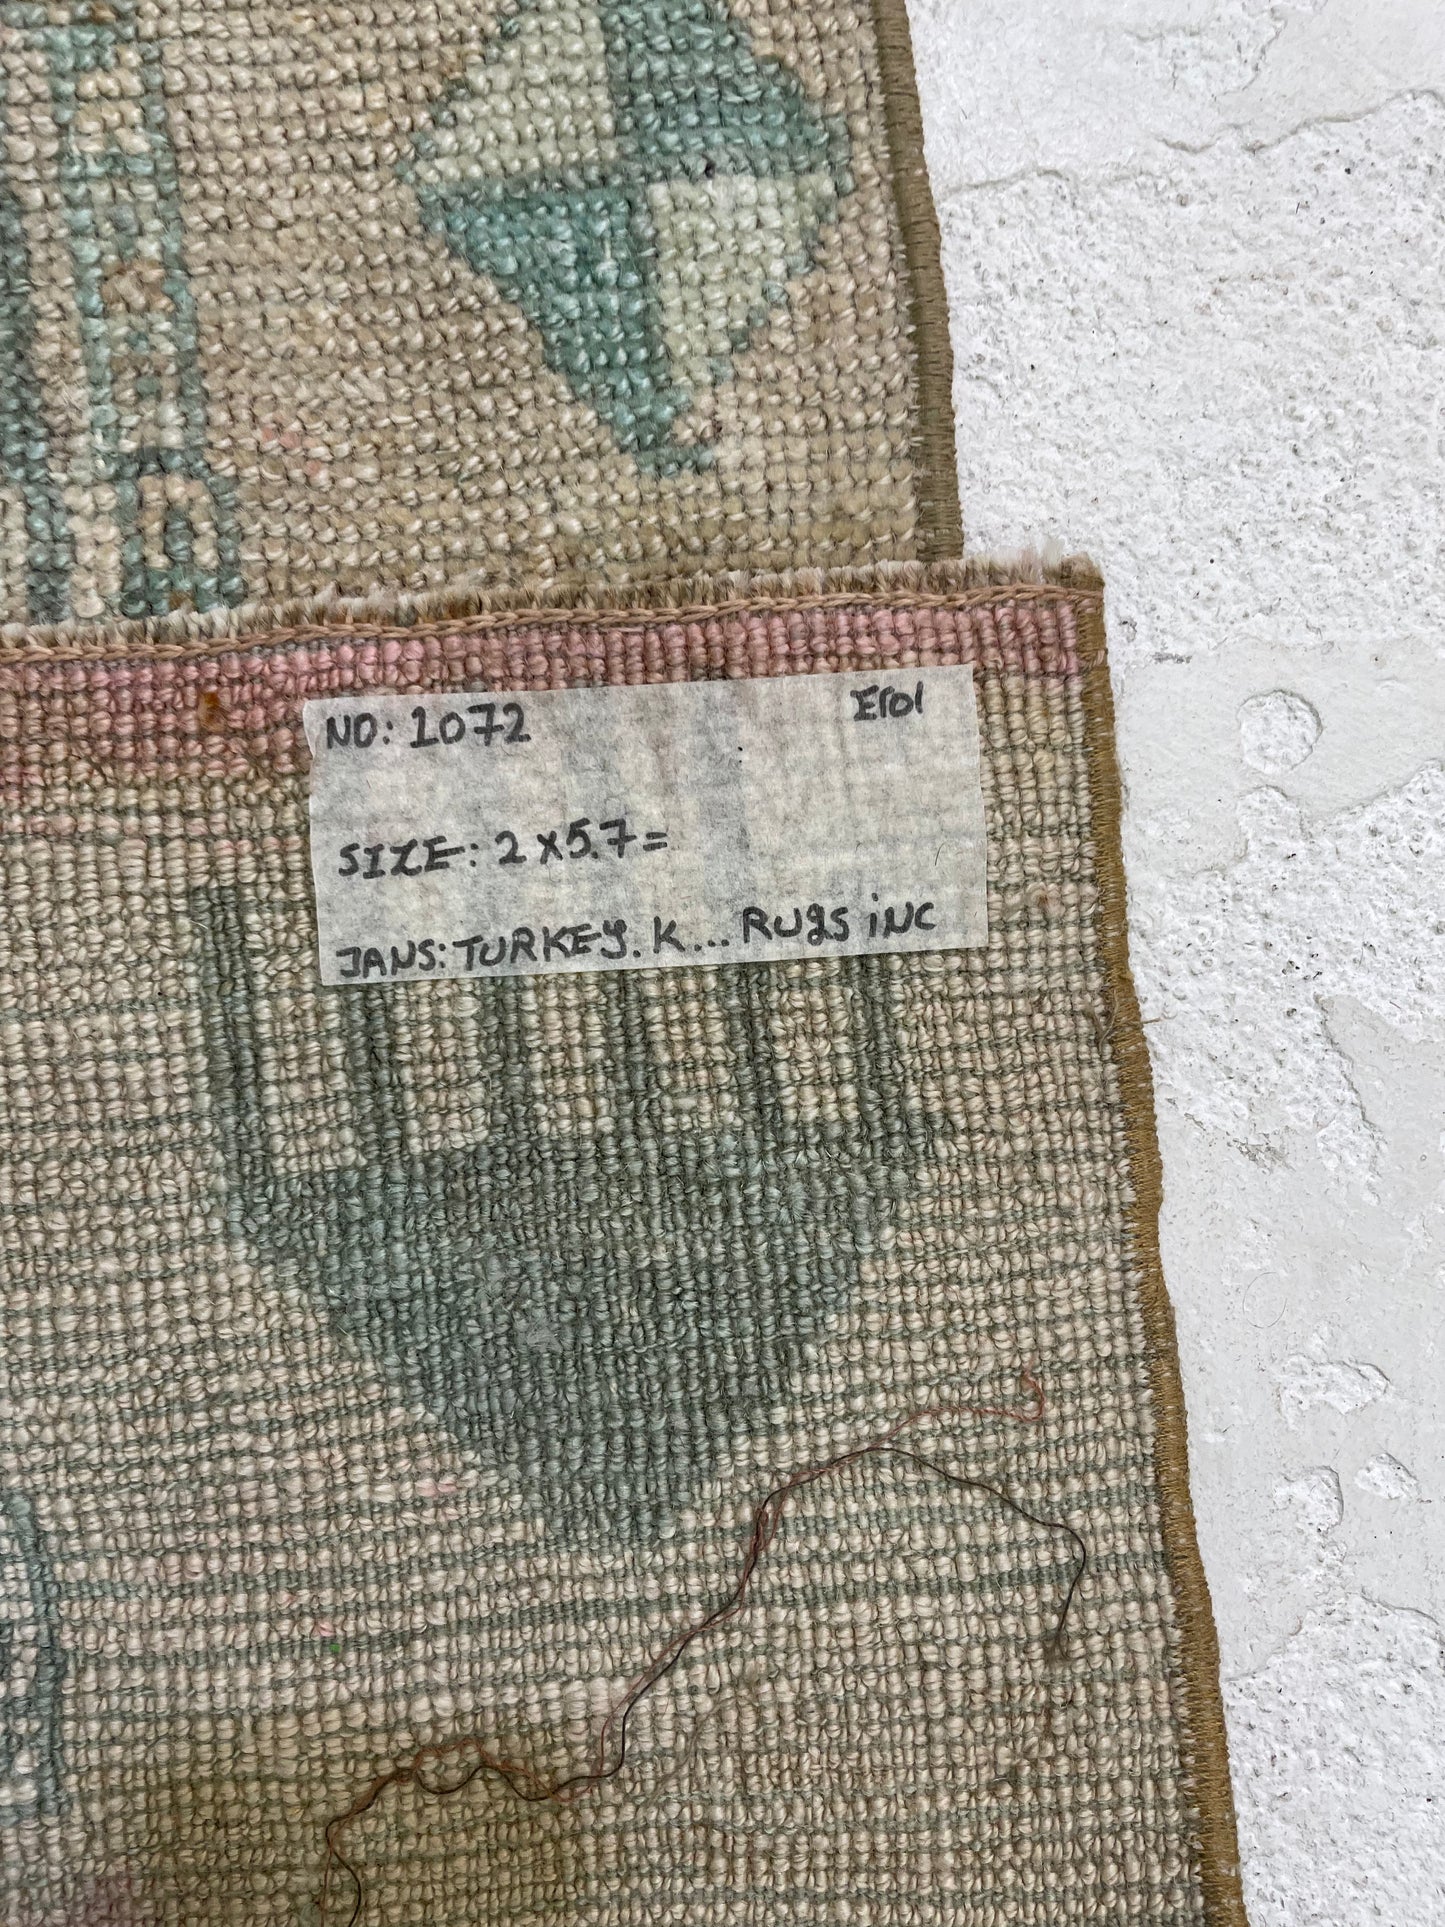 NO: 1072 Erol
SIZE: 2 x 5.7 =
JANS: TURKEY. K... RUgS iNC